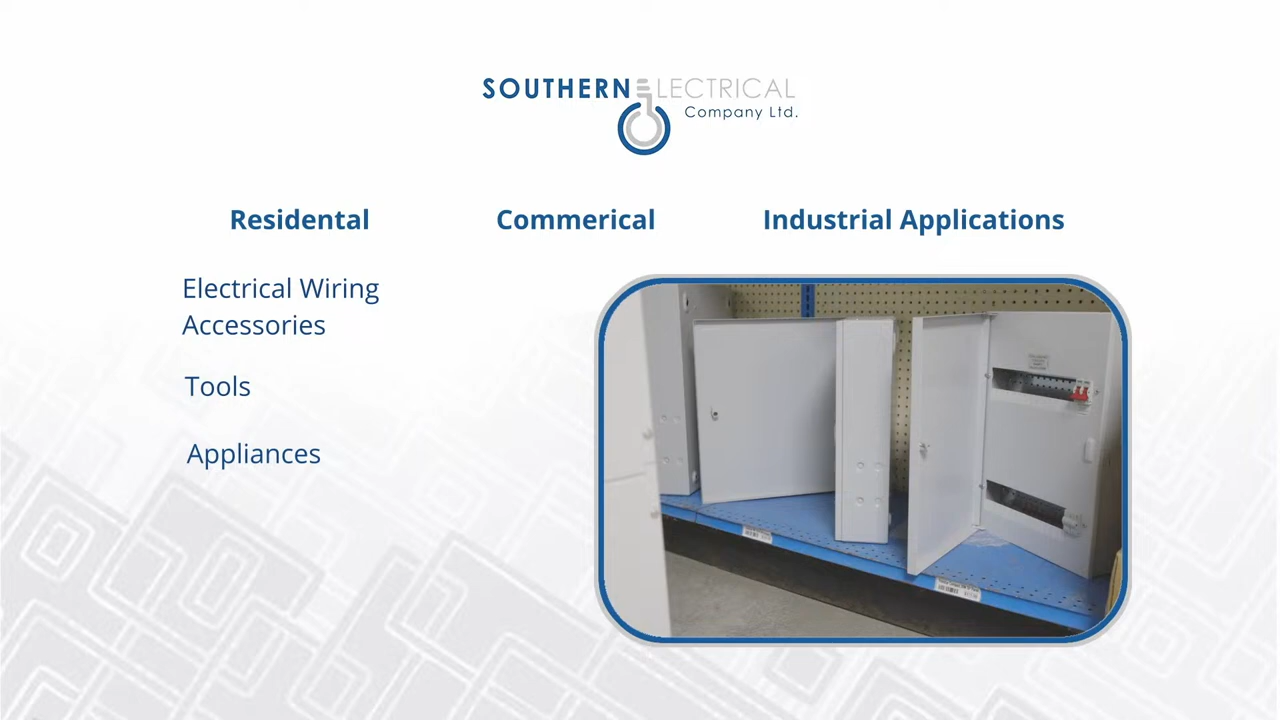 SOUTHERN ELECTRICAL
Company Ltd.
Residental
Commerical
Industrial Applications
Electrical Wiring
Accessories
Tools
Appliances